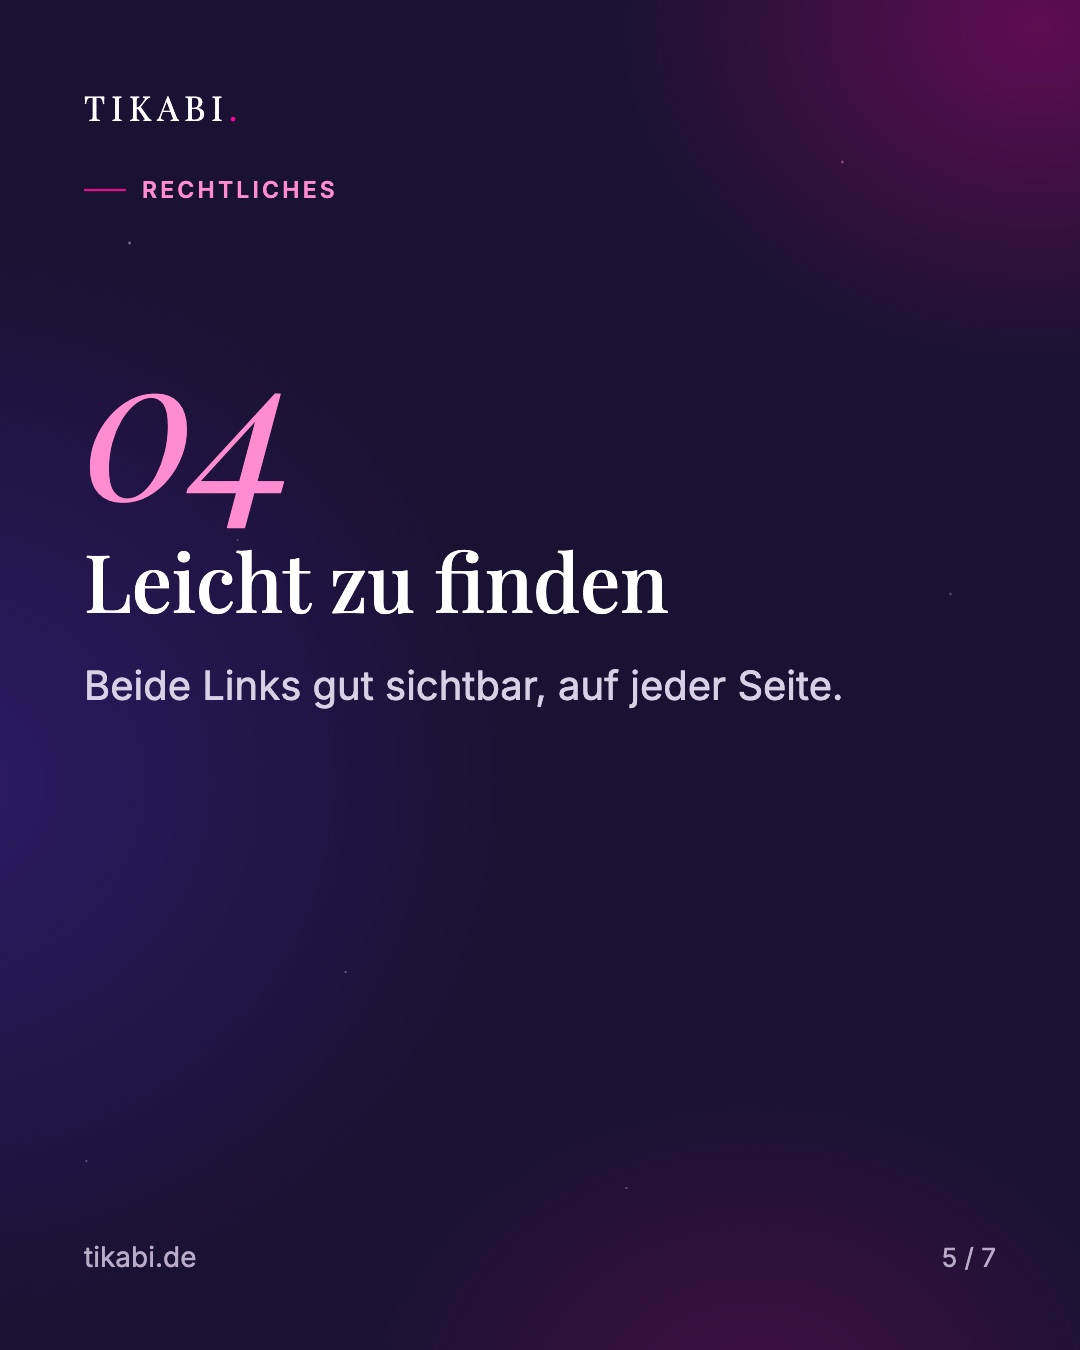 TIKABI.
RECHTLICHES
04
Leicht zu finden
Beide Links gut sichtbar, auf jeder Seite.
tikabi.de
5 / 7